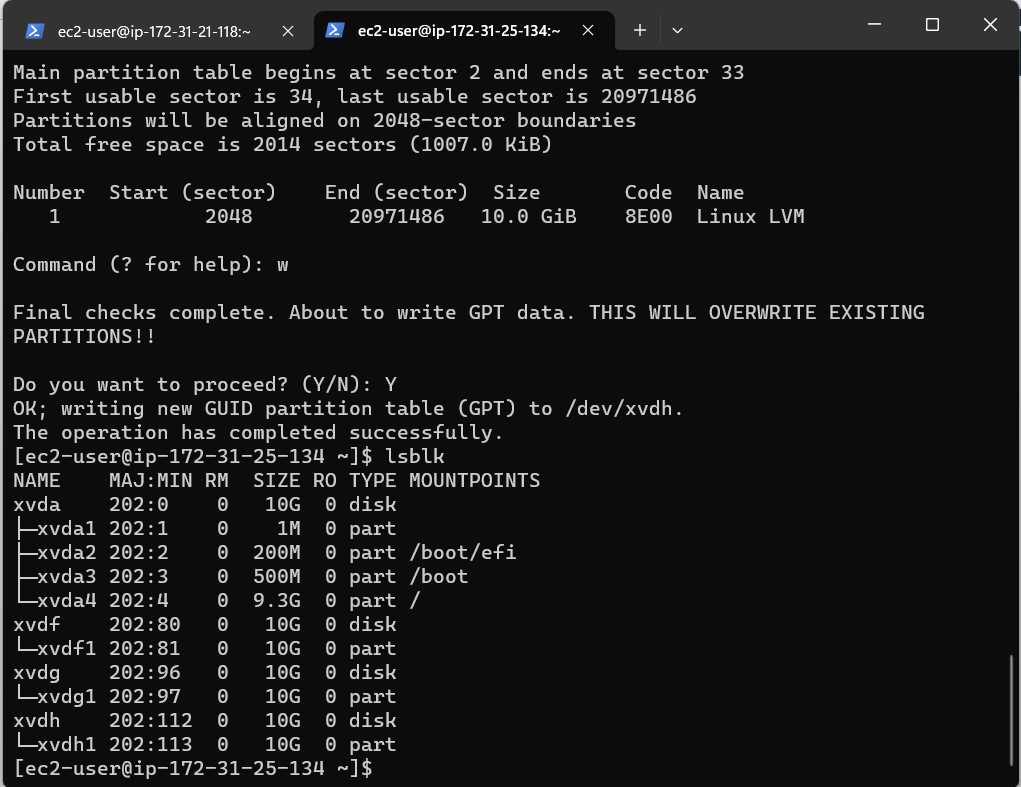 ec2-user@ip-172-31-21-118:~
ec2-user@ip-172-31-25-134:~
Main partition table begins at sector 2 and ends at sector 33
First usable sector is 34, last usable sector is 20971486
Partitions will be aligned on 2048-sector boundaries
Total free space is 2014 sectors (1007.0 KiB)
Number  Start (sector)    End (sector)  Size       Code  Name
   1            2048        20971486   10.0 GiB    8E00  Linux LVM
Command (? for help): w
Final checks complete. About to write GPT data. THIS WILL OVERWRITE EXISTING
PARTITIONS!!
Do you want to proceed? (Y/N): Y
OK; writing new GUID partition table (GPT) to /dev/xvdh.
The operation has completed successfully.
[ec2-user@ip-172-31-25-134 ~]$ lsblk
NAME    MAJ:MIN RM  SIZE RO TYPE MOUNTPOINTS
xvda    202:0    0   10G  0 disk
├─xvda1 202:1    0    1M  0 part
├─xvda2 202:2    0  200M  0 part /boot/efi
├─xvda3 202:3    0  500M  0 part /boot
└─xvda4 202:4    0  9.3G  0 part /
xvdf    202:80   0   10G  0 disk
└─xvdf1 202:81   0   10G  0 part
xvdg    202:96   0   10G  0 disk
└─xvdg1 202:97   0   10G  0 part
xvdh    202:112  0   10G  0 disk
└─xvdh1 202:113  0   10G  0 part
[ec2-user@ip-172-31-25-134 ~]$